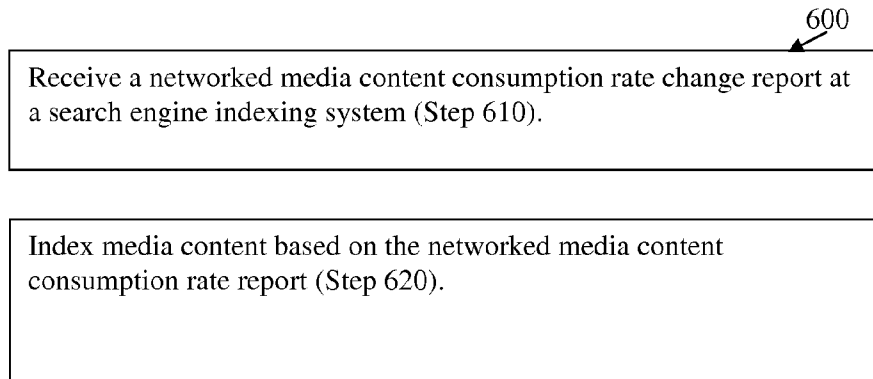 600
Receive a networked media content consumption rate change report at
a search engine indexing system (Step 610).
Index media content based on the networked media content
consumption rate report (Step 620).